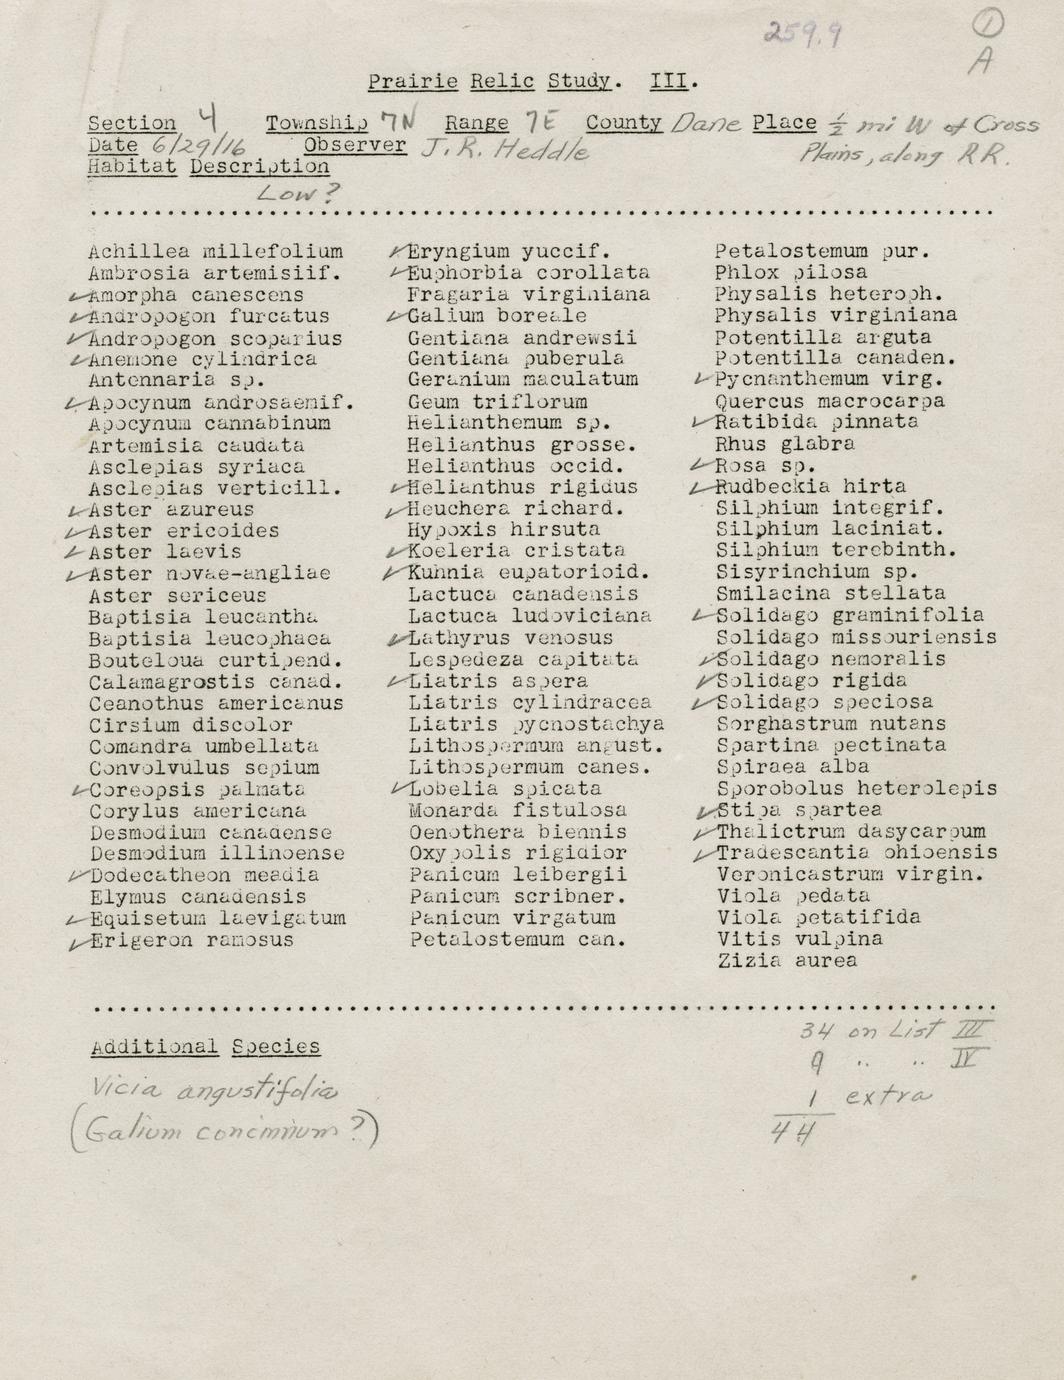 259.9
1
A
Prairie Relic Study. III.
Section 4 Township 7N Range 7E County Dane Place ½ mi W of Cross
Date 6/29/16 Observer J.R. Heddle Plains, along RR.
Habitat Description
Low?
Achillea millefolium
Ambrosia artemisiif.
✓Amorpha canescens
✓Andropogon furcatus
✓Andropogon scoparius
✓Anemone cylindrica
Antennaria sp.
✓Apocynum androsaemif.
Apocynum cannabinum
Artemisia caudata
Asclepias syriaca
Asclepias verticill.
✓Aster azureus
✓Aster ericoides
✓Aster laevis
✓Aster novae-angliae
Aster sericeus
Baptisia leucantha
Baptisia leucophaea
Bouteloua curtipend.
Calamagrostis canad.
Ceanothus americanus
Cirsium discolor
Comandra umbellata
Convolvulus sepium
✓Coreopsis palmata
Corylus americana
Desmodium canadense
Desmodium illinoense
✓Dodecatheon meadia
Elymus canadensis
✓Equisetum laevigatum
✓Erigeron ramosus
✓Eryngium yuccif.
✓Euphorbia corollata
Fragaria virginiana
✓Galium boreale
Gentiana andrewsii
Gentiana puberula
Geranium maculatum
Geum triflorum
Helianthemum sp.
Helianthus grosse.
Helianthus occid.
✓Helianthus rigidus
✓Heuchera richard.
Hypoxis hirsuta
✓Koeleria cristata
✓Kuhnia eupatorioid.
Lactuca canadensis
Lactuca ludoviciana
✓Lathyrus venosus
Lespedeza capitata
✓Liatris aspera
Liatris cylindracea
Liatris pycnostachya
Lithospermum angust.
Lithospermum canes.
✓Lobelia spicata
Monarda fistulosa
Oenothera biennis
Oxypolis rigidior
Panicum leibergii
Panicum scribner.
Panicum virgatum
Petalostemum can.
Petalostemum pur.
Phlox pilosa
Physalis heteroph.
Physalis virginiana
Potentilla arguta
Potentilla canaden.
✓Pycnanthemum virg.
Quercus macrocarpa
✓Ratibida pinnata
Rhus glabra
✓Rosa sp.
✓Rudbeckia hirta
Silphium integrif.
Silphium laciniat.
Silphium terebinth.
Sisyrinchium sp.
Smilacina stellata
✓Solidago graminifolia
Solidago missouriensis
✓Solidago nemoralis
✓Solidago rigida
✓Solidago speciosa
Sorghastrum nutans
Spartina pectinata
Spiraea alba
Sporobolus heterolepis
✓Stipa spartea
✓Thalictrum dasycarpum
✓Tradescantia ohioensis
Veronicastrum virgin.
Viola pedata
Viola petatifida
Vitis vulpina
Zizia aurea
34 on List III
9 " " IV
1 extra
44
Additional Species
Vicia angustifolia
(Galium concinnum?)